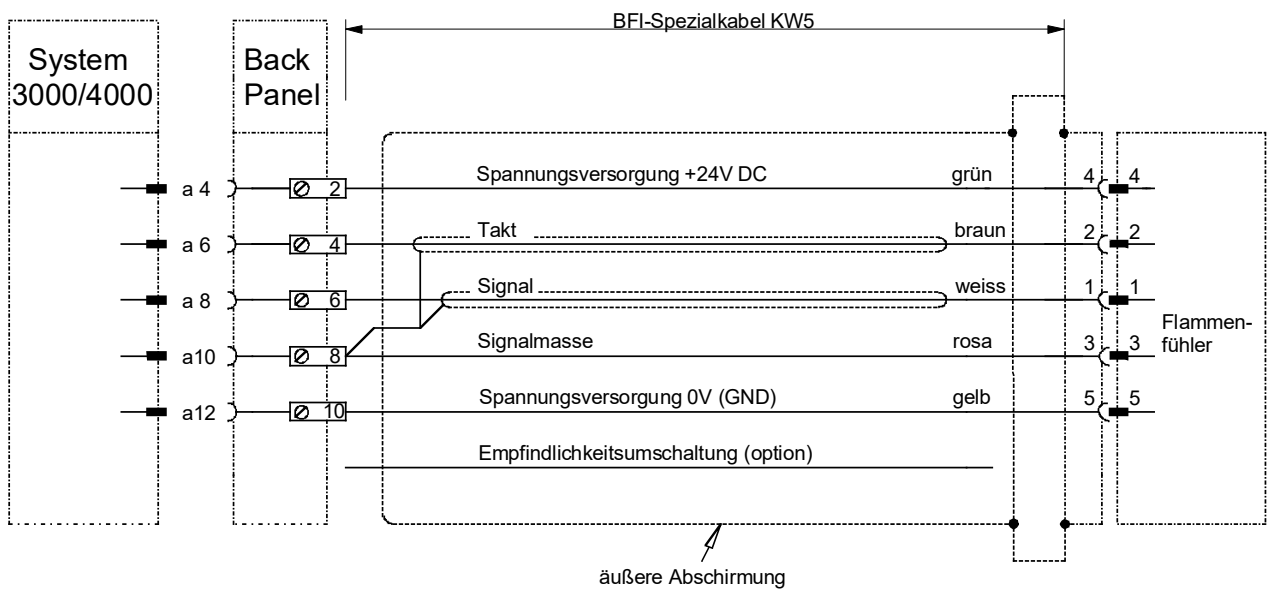 BFI-Spezialkabel KW5
System
3000/4000
Back
Panel
a 4 2 Spannungsversorgung +24V DC grün 4 4
a 6 4 Takt braun 2 2
a 8 6 Signal weiss 1 1
a10 8 Signalmasse rosa 3 3
Flammen-
fühler
a12 10 Spannungsversorgung 0V (GND) gelb 5 5
Empfindlichkeitsumschaltung (option)
äußere Abschirmung